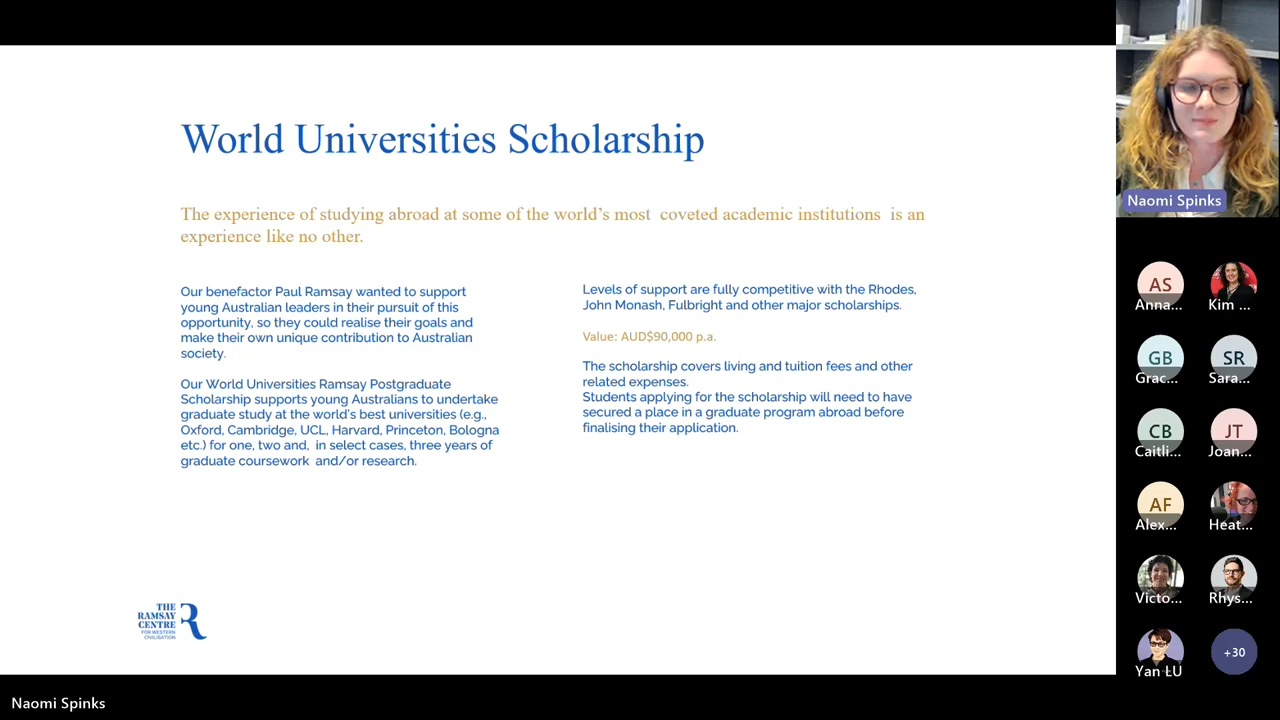 World Universities Scholarship
The experience of studying abroad at some of the world's most  coveted academic institutions  is an
experience like no other.
Our benefactor Paul Ramsay wanted to support
young Australian leaders in their pursuit of this
opportunity, so they could realise their goals and
make their own unique contribution to Australian
society.
Our World Universities Ramsay Postgraduate
Scholarship supports young Australians to undertake
graduate study at the world's best universities (e.g.,
Oxford, Cambridge, UCL, Harvard, Princeton, Bologna
etc.) for one, two and,  in select cases, three years of
graduate coursework  and/or research.
Levels of support are fully competitive with the Rhodes,
John Monash, Fulbright and other major scholarships.
Value: AUD$90,000 p.a.
The scholarship covers living and tuition fees and other
related expenses.
Students applying for the scholarship will need to have
secured a place in a graduate program abroad before
finalising their application.
THE
RAMSAY
CENTRE
FOR WESTERN
CIVILISATION
R
Naomi Spinks
AS
Anna...
Kim ...
GB
Grac...
SR
Sara...
CB
Caitli...
JT
Joan...
AF
Alex...
Heat...
Victo...
Rhys...
Yan LU
+30
Naomi Spinks